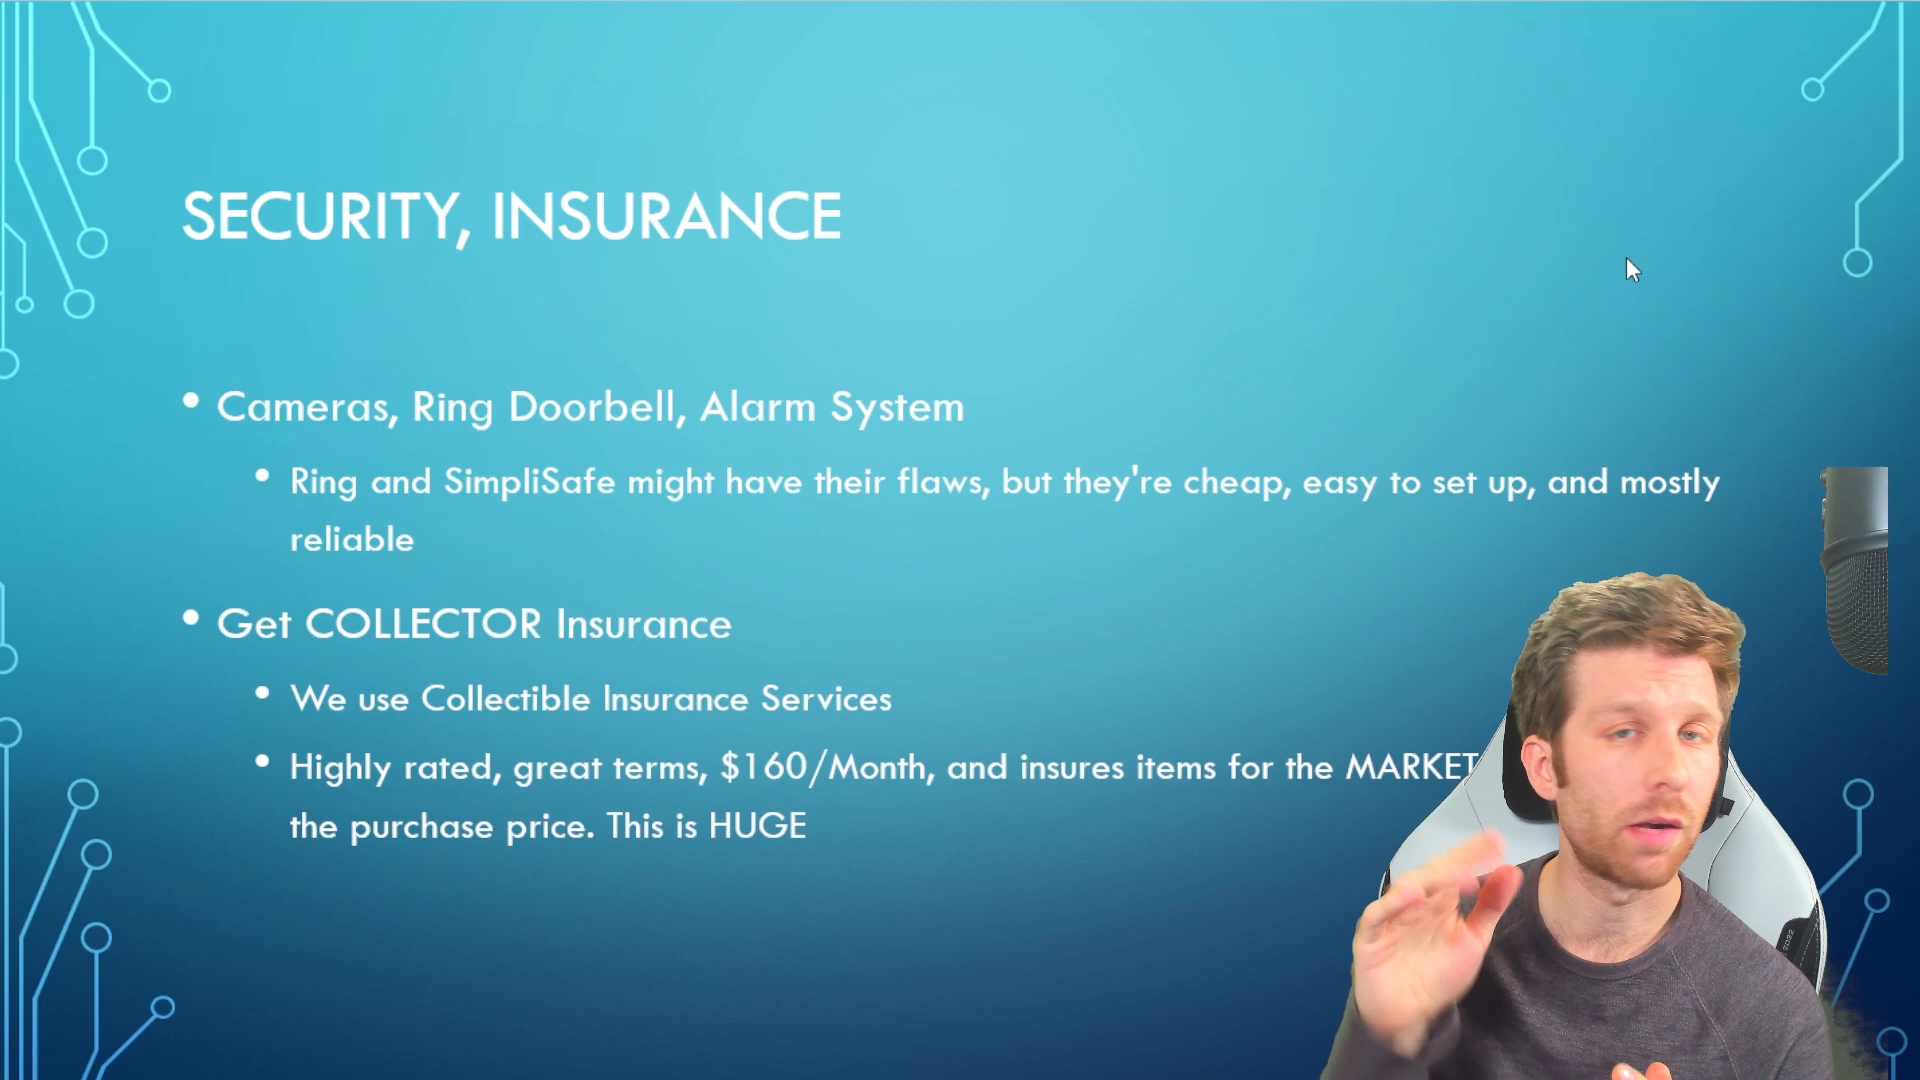 SECURITY, INSURANCE
• Cameras, Ring Doorbell, Alarm System
• Ring and SimpliSafe might have their flaws, but they're cheap, easy to set up, and mostly
reliable
• Get COLLECTOR Insurance
• We use Collectible Insurance Services
• Highly rated, great terms, $160/Month, and insures items for the MARKET
the purchase price. This is HUGE
2022